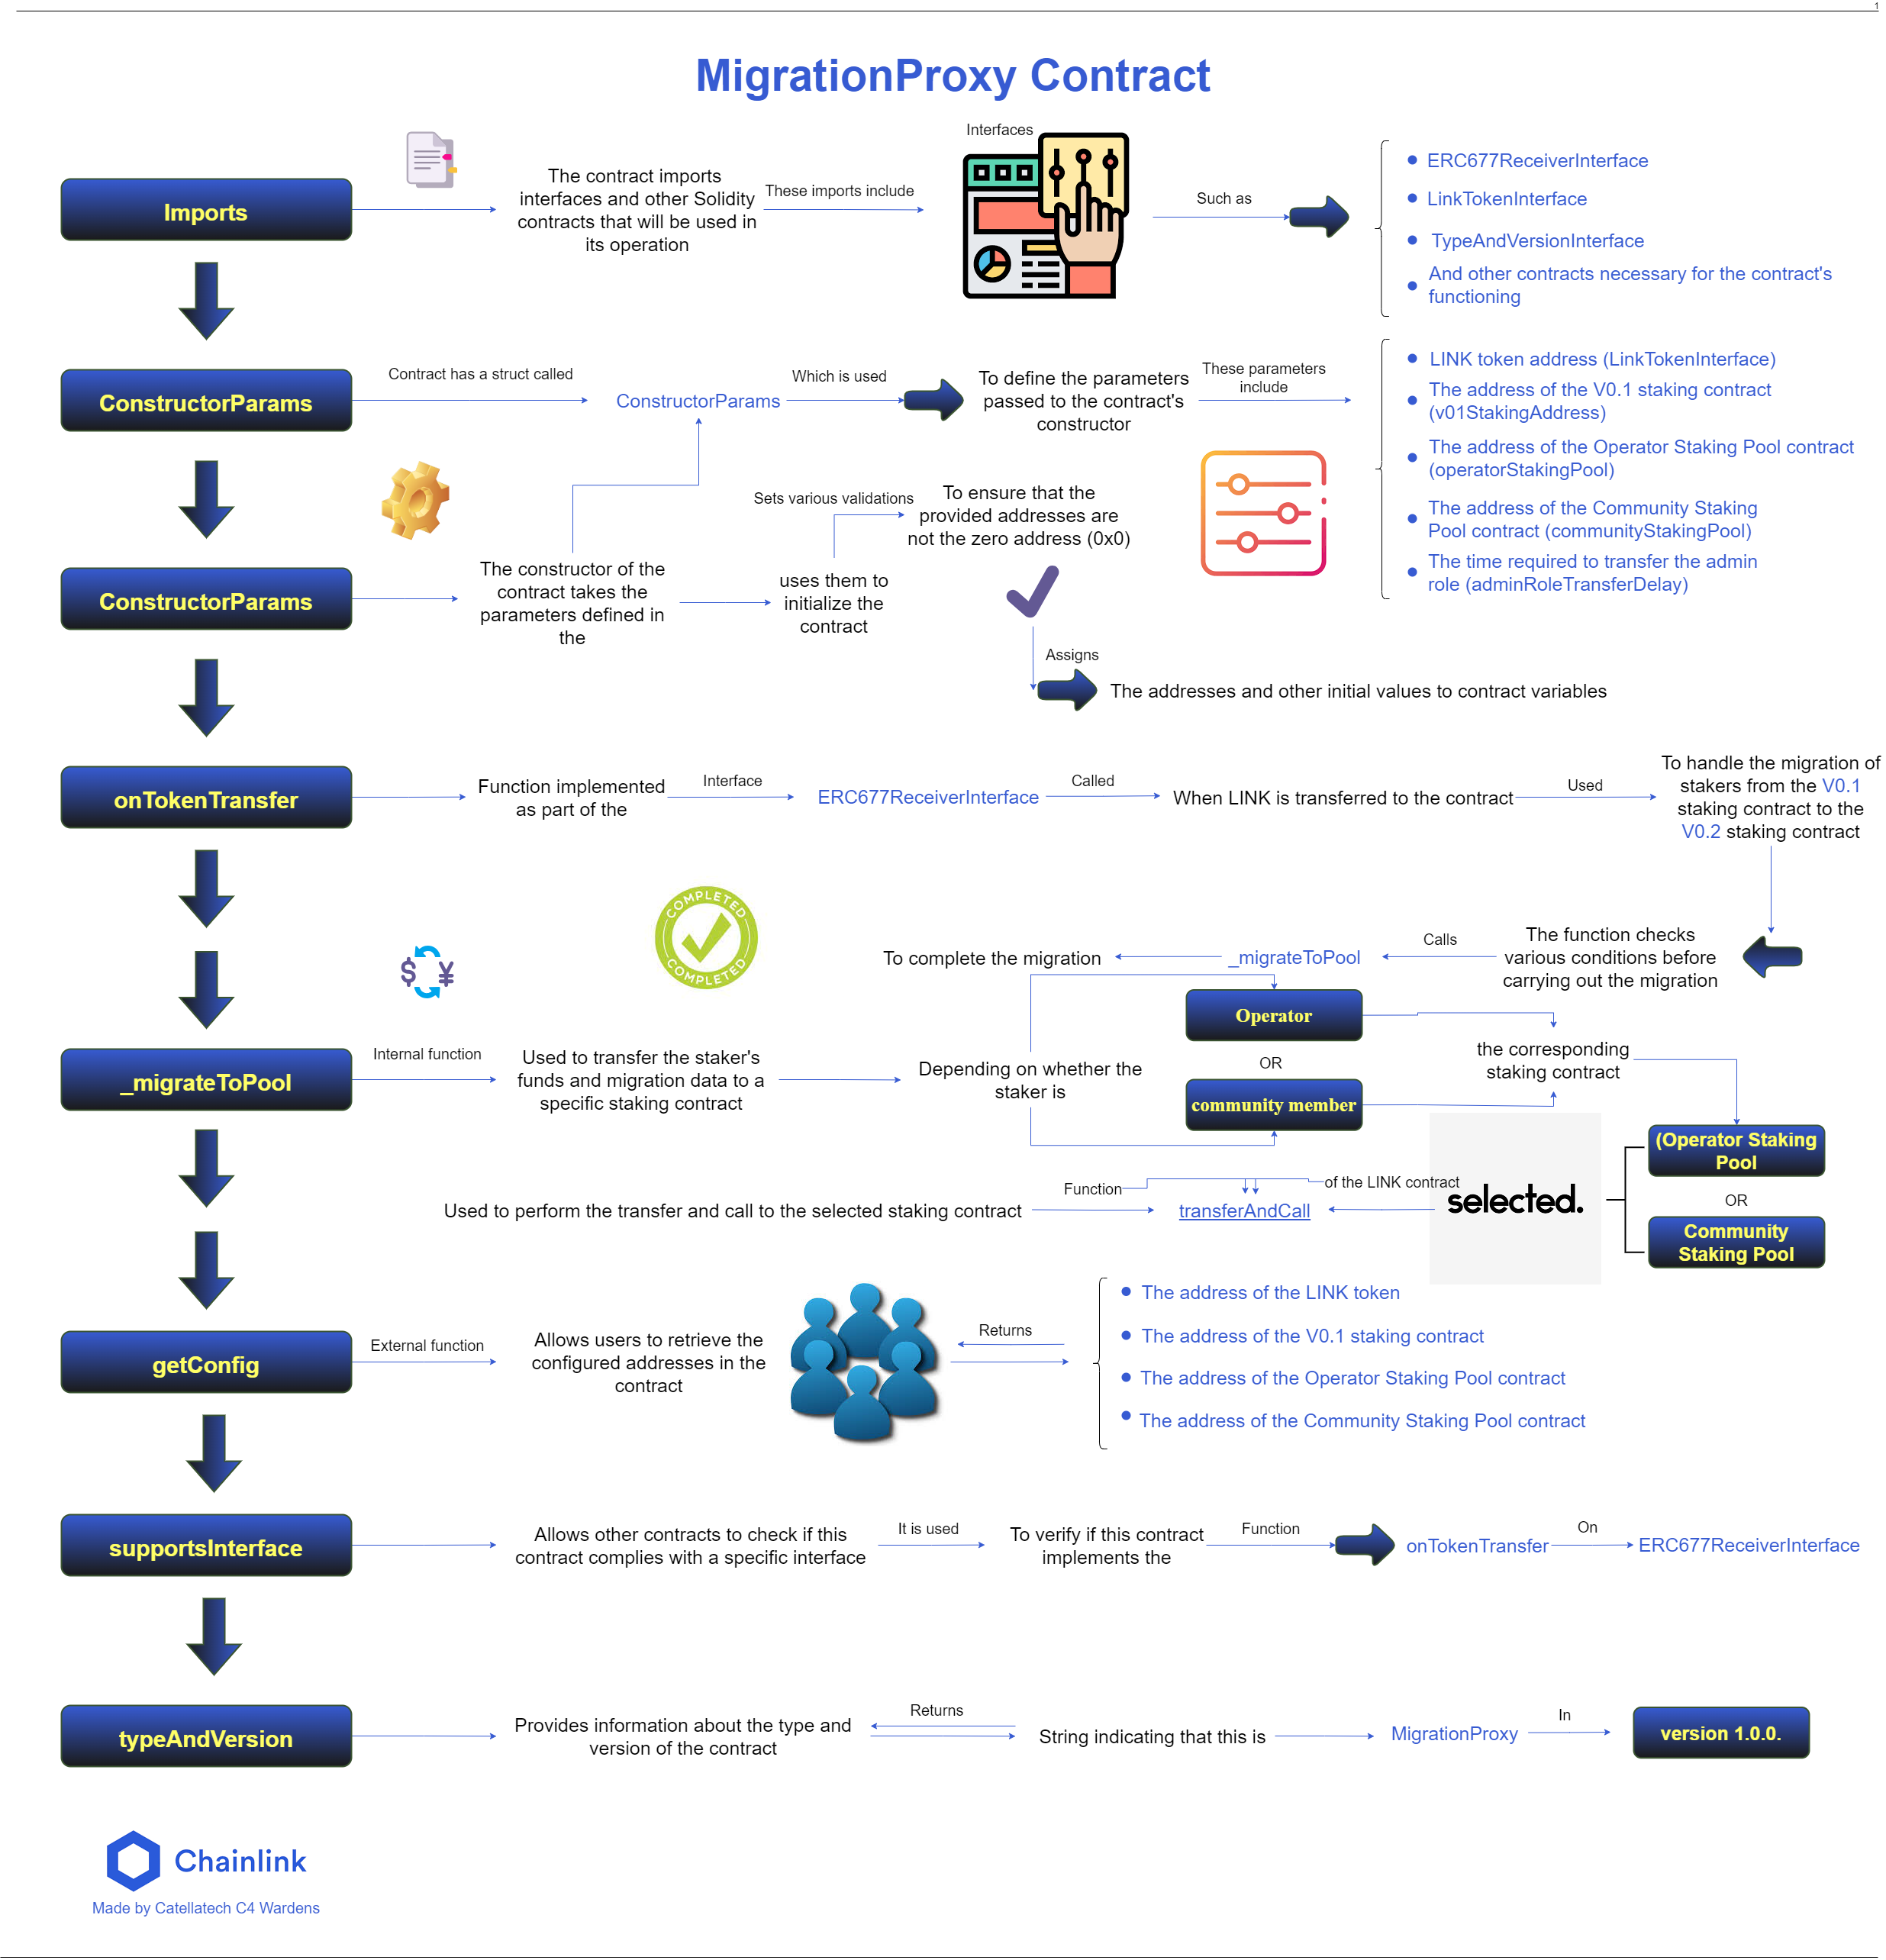 1
MigrationProxy Contract
Imports
The contract imports
interfaces and other Solidity
contracts that will be used in
its operation
These imports include
Interfaces
Such as
ERC677ReceiverInterface
LinkTokenInterface
TypeAndVersionInterface
And other contracts necessary for the contract's
functioning
ConstructorParams
Contract has a struct called
ConstructorParams
Which is used
To define the parameters
passed to the contract's
constructor
These parameters
include
LINK token address (LinkTokenInterface)
The address of the V0.1 staking contract
(v01StakingAddress)
The address of the Operator Staking Pool contract
(operatorStakingPool)
The address of the Community Staking
Pool contract (communityStakingPool)
The time required to transfer the admin
role (adminRoleTransferDelay)
ConstructorParams
The constructor of the
contract takes the
parameters defined in
the
uses them to
initialize the
contract
Sets various validations
To ensure that the
provided addresses are
not the zero address (0x0)
Assigns
The addresses and other initial values to contract variables
onTokenTransfer
Function implemented
as part of the
Interface
ERC677ReceiverInterface
Called
When LINK is transferred to the contract
Used
To handle the migration of
stakers from the V0.1
staking contract to the
V0.2 staking contract
The function checks
various conditions before
carrying out the migration
Calls
_migrateToPool
To complete the migration
COMPLETED
COMPLETED
$ ¥
_migrateToPool
Internal function
Used to transfer the staker's
funds and migration data to a
specific staking contract
Depending on whether the
staker is
Operator
OR
community member
the corresponding
staking contract
(Operator Staking
Pool
OR
Community
Staking Pool
selected.
of the LINK contract
Function
transferAndCall
Used to perform the transfer and call to the selected staking contract
getConfig
External function
Allows users to retrieve the
configured addresses in the
contract
Returns
The address of the LINK token
The address of the V0.1 staking contract
The address of the Operator Staking Pool contract
The address of the Community Staking Pool contract
supportsInterface
Allows other contracts to check if this
contract complies with a specific interface
It is used
To verify if this contract
implements the
Function
onTokenTransfer
On
ERC677ReceiverInterface
typeAndVersion
Provides information about the type and
version of the contract
Returns
String indicating that this is
MigrationProxy
In
version 1.0.0.
Chainlink
Made by Catellatech C4 Wardens